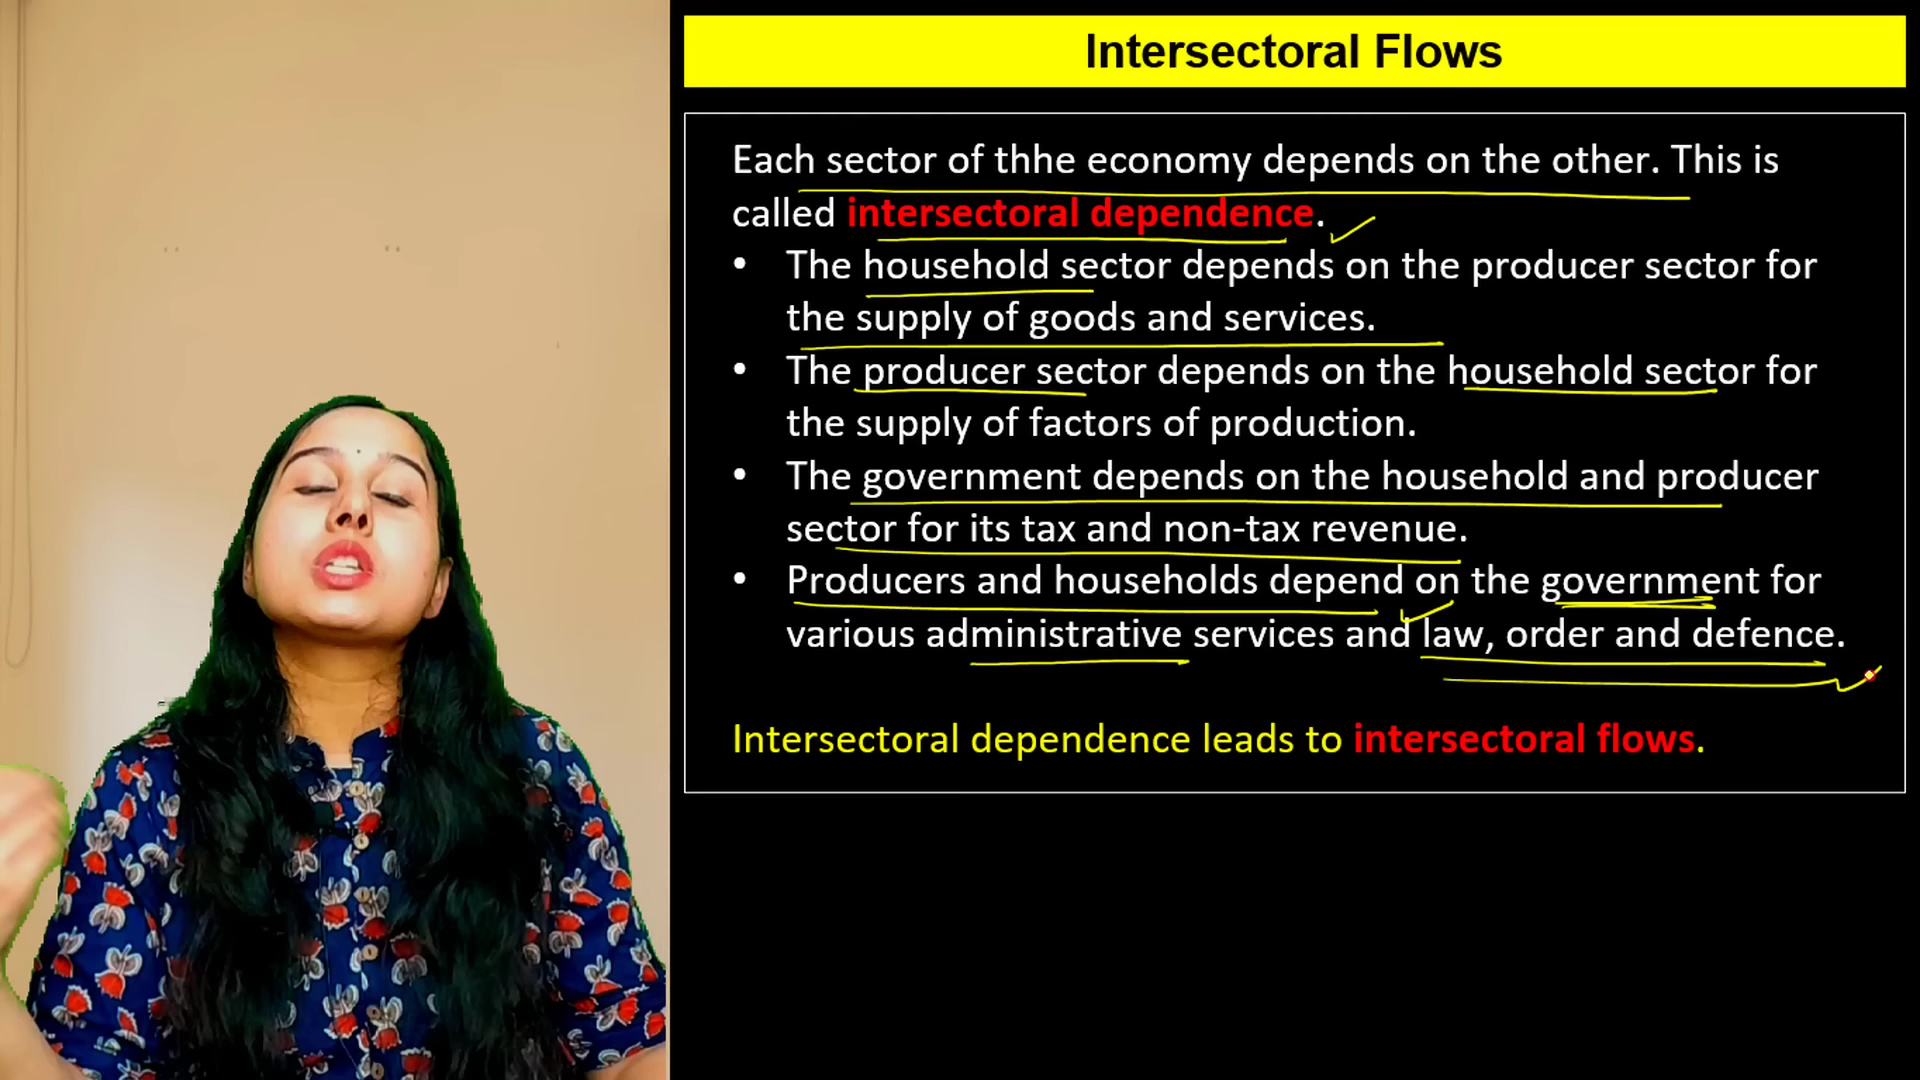 Intersectoral Flows
Each sector of thhe economy depends on the other. This is
called intersectoral dependence.
• The household sector depends on the producer sector for
the supply of goods and services.
• The producer sector depends on the household sector for
the supply of factors of production.
• The government depends on the household and producer
sector for its tax and non-tax revenue.
• Producers and households depend on the government for
various administrative services and law, order and defence.
Intersectoral dependence leads to intersectoral flows.